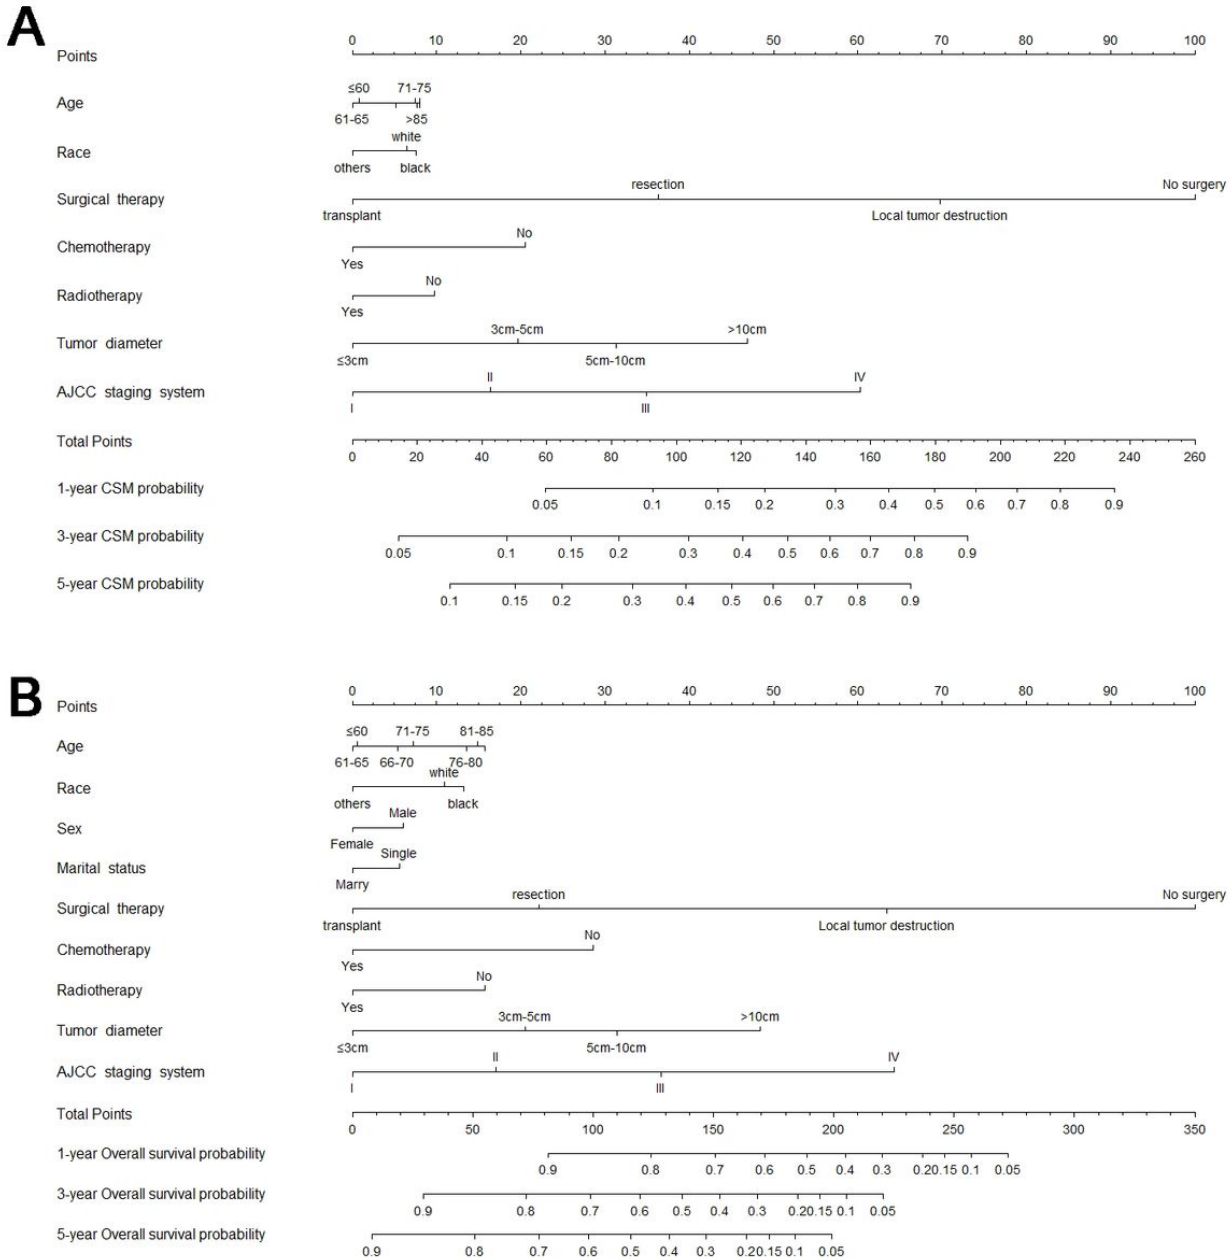 A
0 10 20 30 40 50 60 70 80 90 100
Points
≤60 71-75
Age
61-65 >85
white
Race
others black
resection No surgery
Surgical therapy
transplant Local tumor destruction
No
Chemotherapy
Yes
No
Radiotherapy
Yes
3cm-5cm >10cm
Tumor diameter
≤3cm 5cm-10cm
II IV
AJCC staging system
I III
Total Points
0 20 40 60 80 100 120 140 160 180 200 220 240 260
1-year CSM probability
0.05 0.1 0.15 0.2 0.3 0.4 0.5 0.6 0.7 0.8 0.9
3-year CSM probability
0.05 0.1 0.15 0.2 0.3 0.4 0.5 0.6 0.7 0.8 0.9
5-year CSM probability
0.1 0.15 0.2 0.3 0.4 0.5 0.6 0.7 0.8 0.9
B
0 10 20 30 40 50 60 70 80 90 100
Points
≤60 71-75 81-85
Age
61-65 66-70 76-80
white
Race
others black
Male
Sex
Female
Single
Marital status
Marry
resection No surgery
Surgical therapy
transplant Local tumor destruction
No
Chemotherapy
Yes
No
Radiotherapy
Yes
3cm-5cm >10cm
Tumor diameter
≤3cm 5cm-10cm
II IV
AJCC staging system
I III
Total Points
0 50 100 150 200 250 300 350
1-year Overall survival probability
0.9 0.8 0.7 0.6 0.5 0.4 0.3 0.20.15 0.1 0.05
3-year Overall survival probability
0.9 0.8 0.7 0.6 0.5 0.4 0.3 0.20.15 0.1 0.05
5-year Overall survival probability
0.9 0.8 0.7 0.6 0.5 0.4 0.3 0.20.15 0.1 0.05